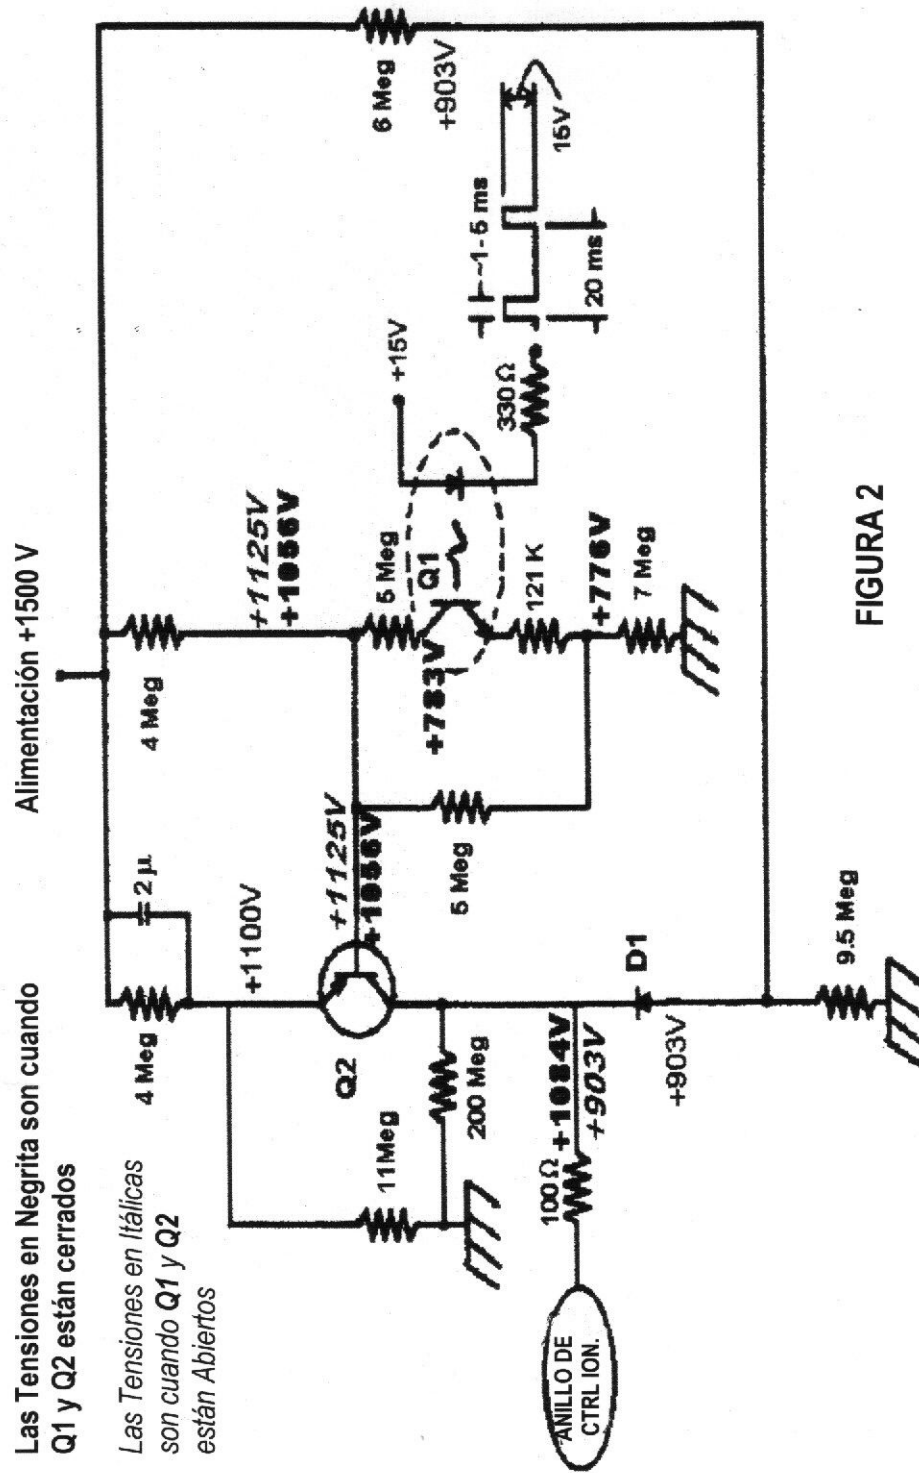 Las Tensiones en Negrita son cuando
Q1 y Q2 están cerrados
Las Tensiones en Itálicas
son cuando Q1 y Q2
están Abiertos
Alimentación +1500 V
4 Meg
2 µ
4 Meg
6 Meg
+903V
+1100V
+1125V
+1056V
+1125V
+1056V
Q2
11Meg
200 Meg
5 Meg
+783V
5 Meg
Q1
+15V
330 Ω
~1-5 ms
20 ms
15V
121 K
+776V
7 Meg
100 Ω
+1084V
+903V
D1
+903V
9.5 Meg
ANILLO DE
CTRL ION.
FIGURA 2